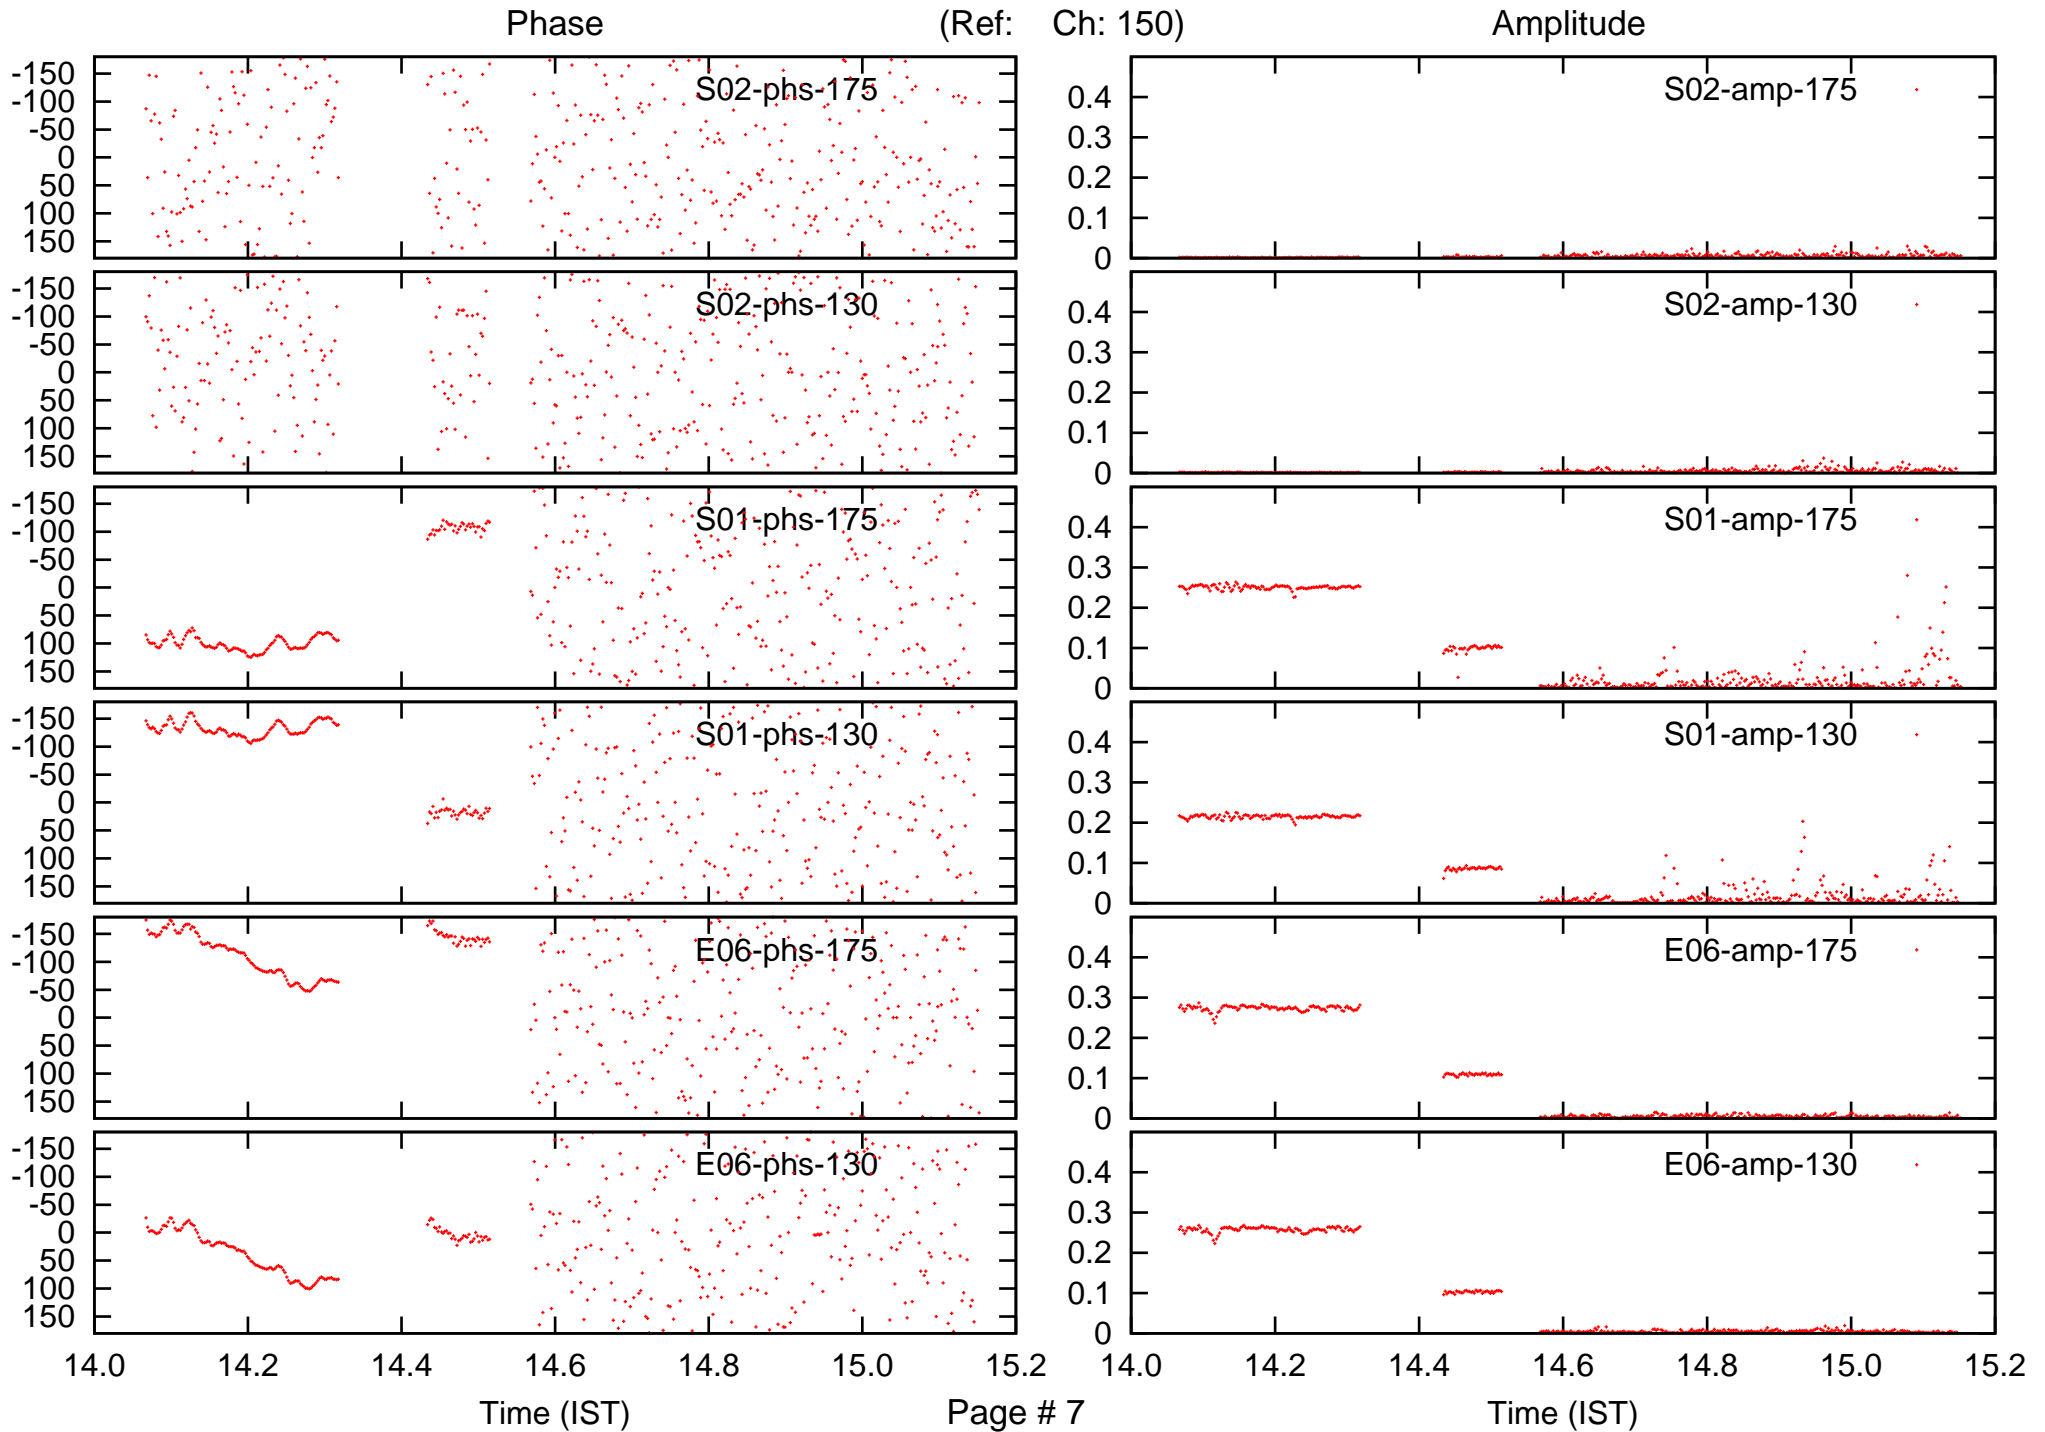 Phase (Ref: Ch: 150) Amplitude
-150 -100 -50 0 50 100 150 S02-phs-175
0.4 0.3 0.2 0.1 0 S02-amp-175
-150 -100 -50 0 50 100 150 S02-phs-130
0.4 0.3 0.2 0.1 0 S02-amp-130
-150 -100 -50 0 50 100 150 S01-phs-175
0.4 0.3 0.2 0.1 0 S01-amp-175
-150 -100 -50 0 50 100 150 S01-phs-130
0.4 0.3 0.2 0.1 0 S01-amp-130
-150 -100 -50 0 50 100 150 E06-phs-175
0.4 0.3 0.2 0.1 0 E06-amp-175
-150 -100 -50 0 50 100 150 E06-phs-130
0.4 0.3 0.2 0.1 0 E06-amp-130
14.0 14.2 14.4 14.6 14.8 15.0 15.2 14.0 14.2 14.4 14.6 14.8 15.0 15.2
Time (IST) Page # 7 Time (IST)